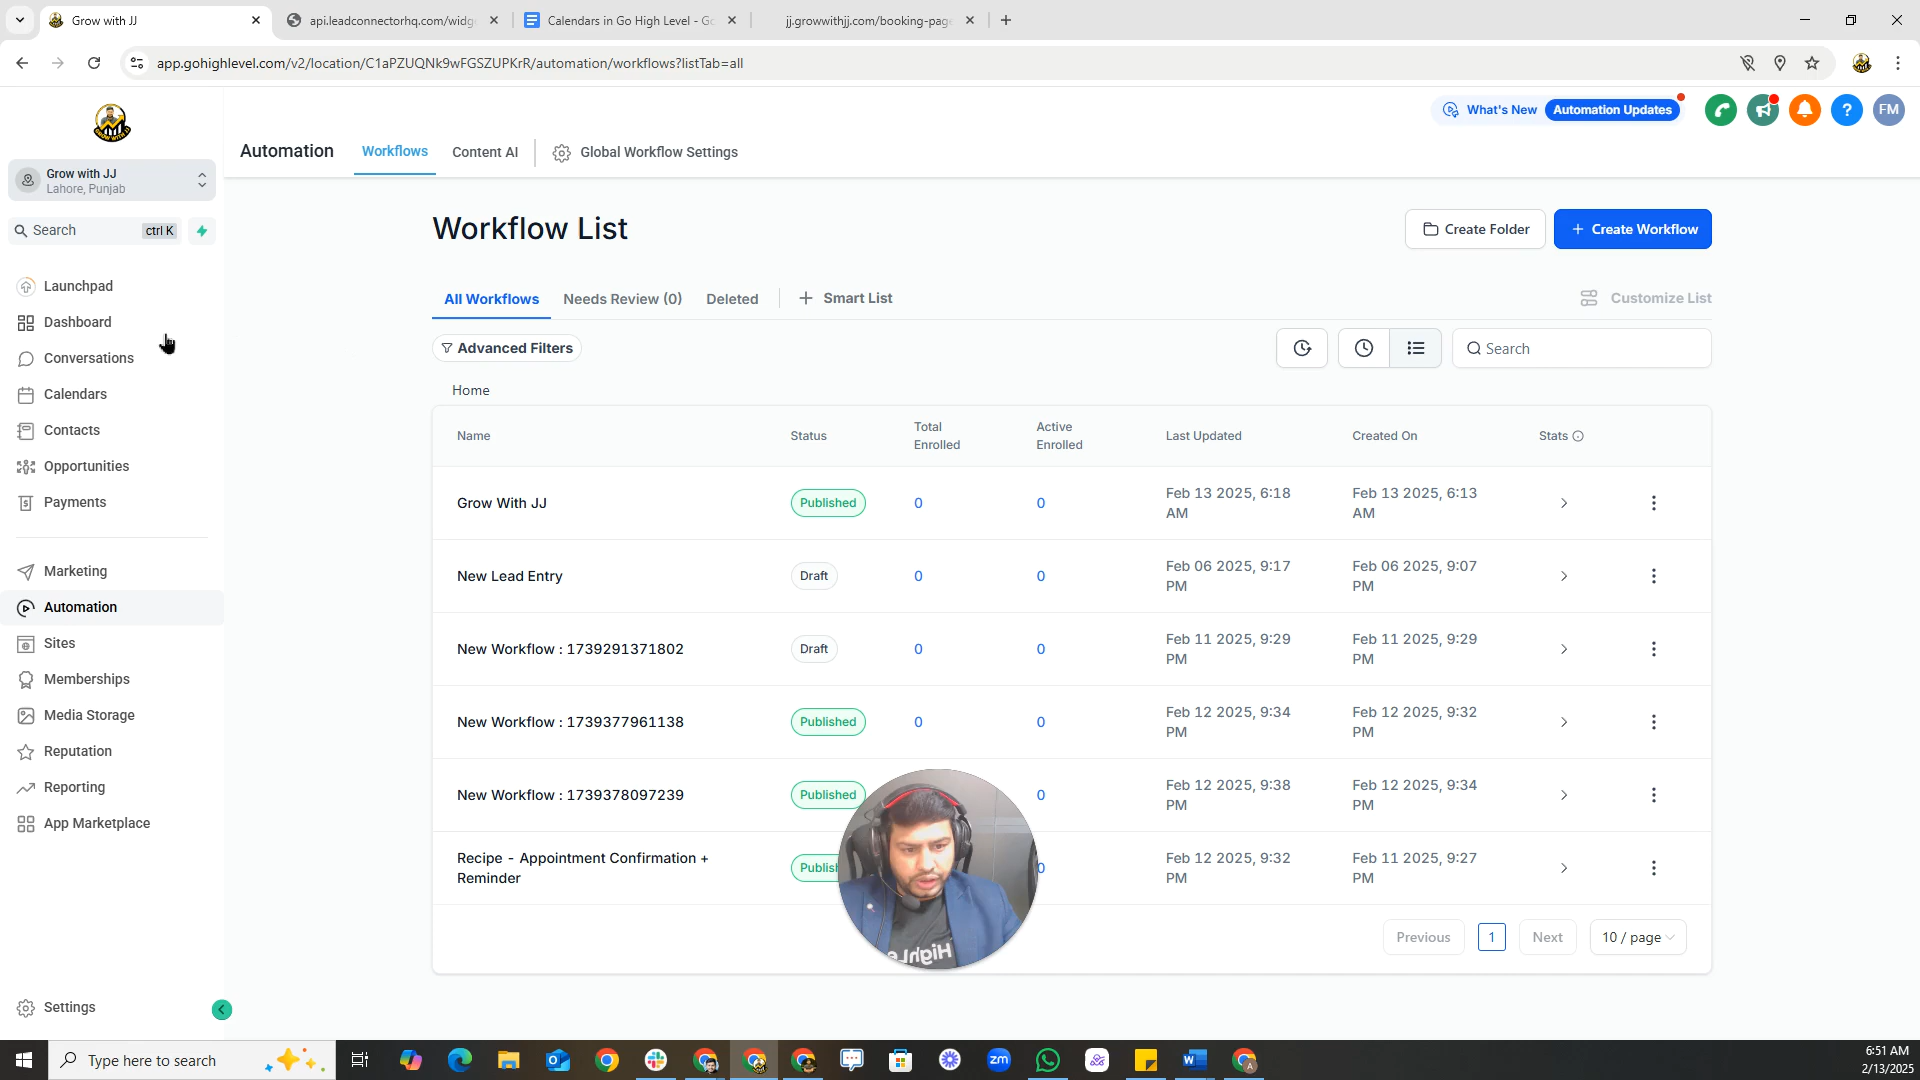 Grow with JJ
api.leadconnectorhq.com/widg
Calendars in Go High Level - Go
jj.growwithjj.com/booking-page
app.gohighlevel.com/v2/location/C1aPZUQNk9wFGSZUPKrR/automation/workflows?listTab=all
What's New
Automation Updates
FM
Automation
Workflows
Content AI
Global Workflow Settings
Grow with JJ
Lahore, Punjab
Search
ctrl K
Launchpad
Dashboard
Conversations
Calendars
Contacts
Opportunities
Payments
Marketing
Automation
Sites
Memberships
Media Storage
Reputation
Reporting
App Marketplace
Settings
Workflow List
Create Folder
+ Create Workflow
All Workflows
Needs Review (0)
Deleted
+ Smart List
Customize List
Advanced Filters
Search
Home
Name
Status
Total Enrolled
Active Enrolled
Last Updated
Created On
Stats
Grow With JJ
Published
0
0
Feb 13 2025, 6:18 AM
Feb 13 2025, 6:13 AM
New Lead Entry
Draft
0
0
Feb 06 2025, 9:17 PM
Feb 06 2025, 9:07 PM
New Workflow : 1739291371802
Draft
0
0
Feb 11 2025, 9:29 PM
Feb 11 2025, 9:29 PM
New Workflow : 1739377961138
Published
0
0
Feb 12 2025, 9:34 PM
Feb 12 2025, 9:32 PM
New Workflow : 1739378097239
Published
0
Feb 12 2025, 9:38 PM
Feb 12 2025, 9:34 PM
Recipe - Appointment Confirmation +
Reminder
0
Feb 12 2025, 9:32 PM
Feb 11 2025, 9:27 PM
Previous
1
Next
10 / page
Type here to search
zm
6:51 AM
2/13/2025